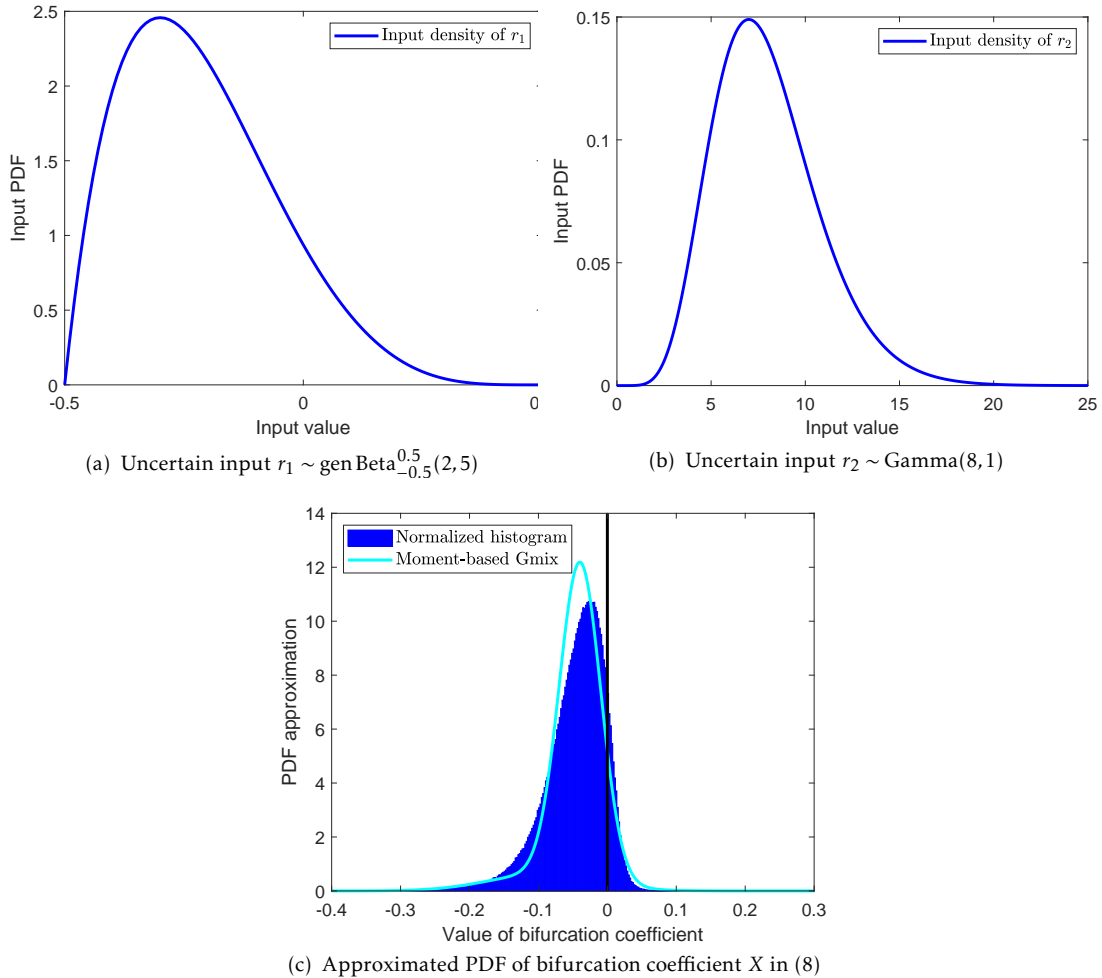 2.5
2
1.5
1
0.5
0
Input PDF
Input density of r₁
-0.5
0
0
Input value
(a) Uncertain input r₁ ~ gen Beta₋₀.₅⁰·⁵(2,5)
0.15
0.1
0.05
0
Input PDF
Input density of r₂
0
5
10
15
20
25
Input value
(b) Uncertain input r₂ ~ Gamma(8,1)
14
12
10
8
6
4
2
0
PDF approximation
Normalized histogram
Moment-based Gmix
-0.4
-0.3
-0.2
-0.1
0
0.1
0.2
0.3
Value of bifurcation coefficient
(c) Approximated PDF of bifurcation coefficient X in (8)